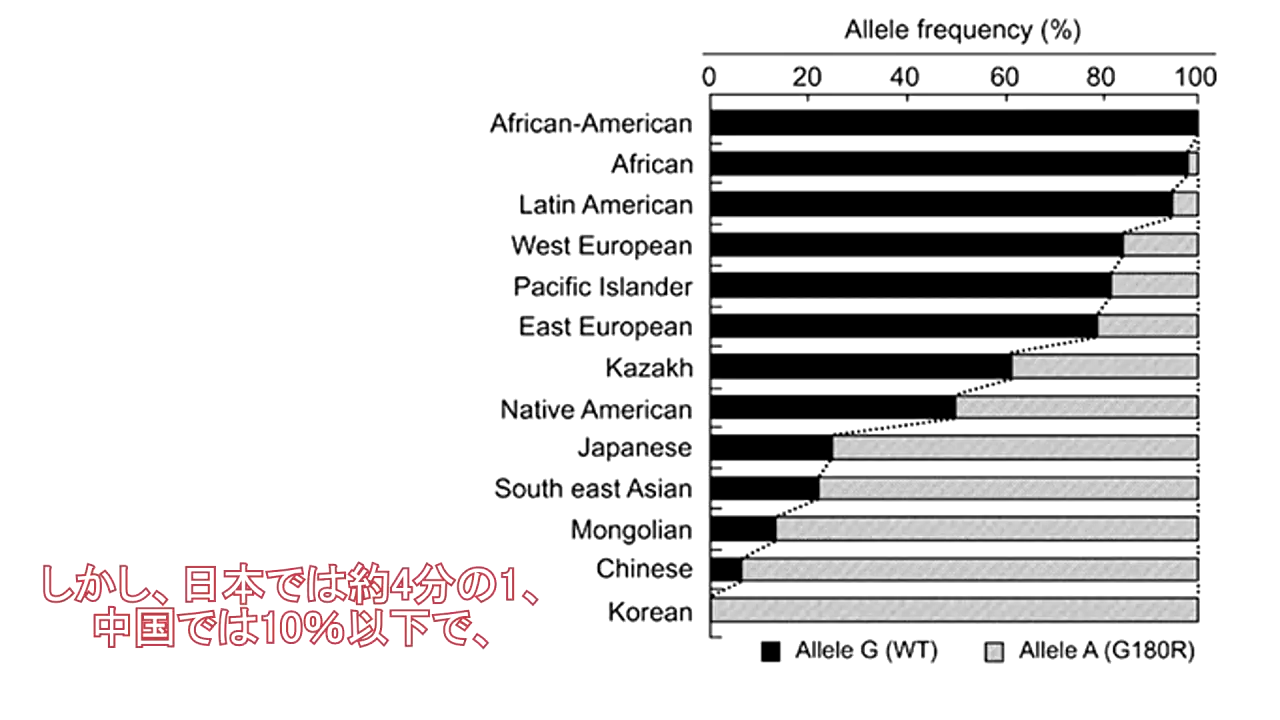 Allele frequency (%)
0 20 40 60 80 100
African-American
African
Latin American
West European
Pacific Islander
East European
Kazakh
Native American
Japanese
South east Asian
Mongolian
Chinese
Korean
Allele G (WT) Allele A (G180R)
しかし、日本では約4分の1、
中国では10%以下で、